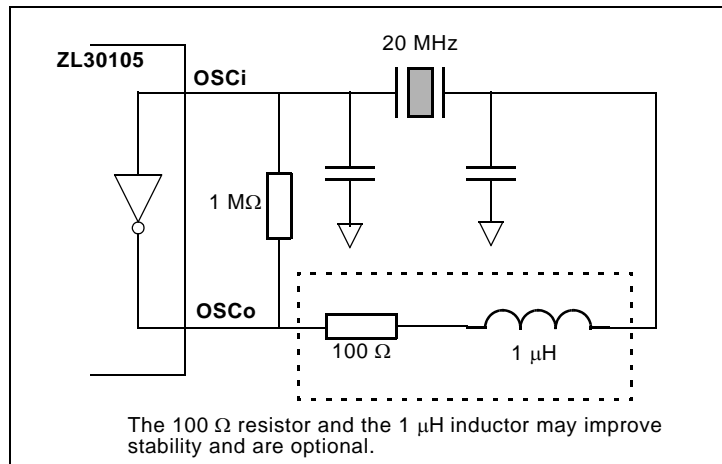 20 MHz
ZL30105
OSCi
1 MΩ
OSCo
100 Ω
1 μH
The 100 Ω resistor and the 1 μH inductor may improve
stability and are optional.